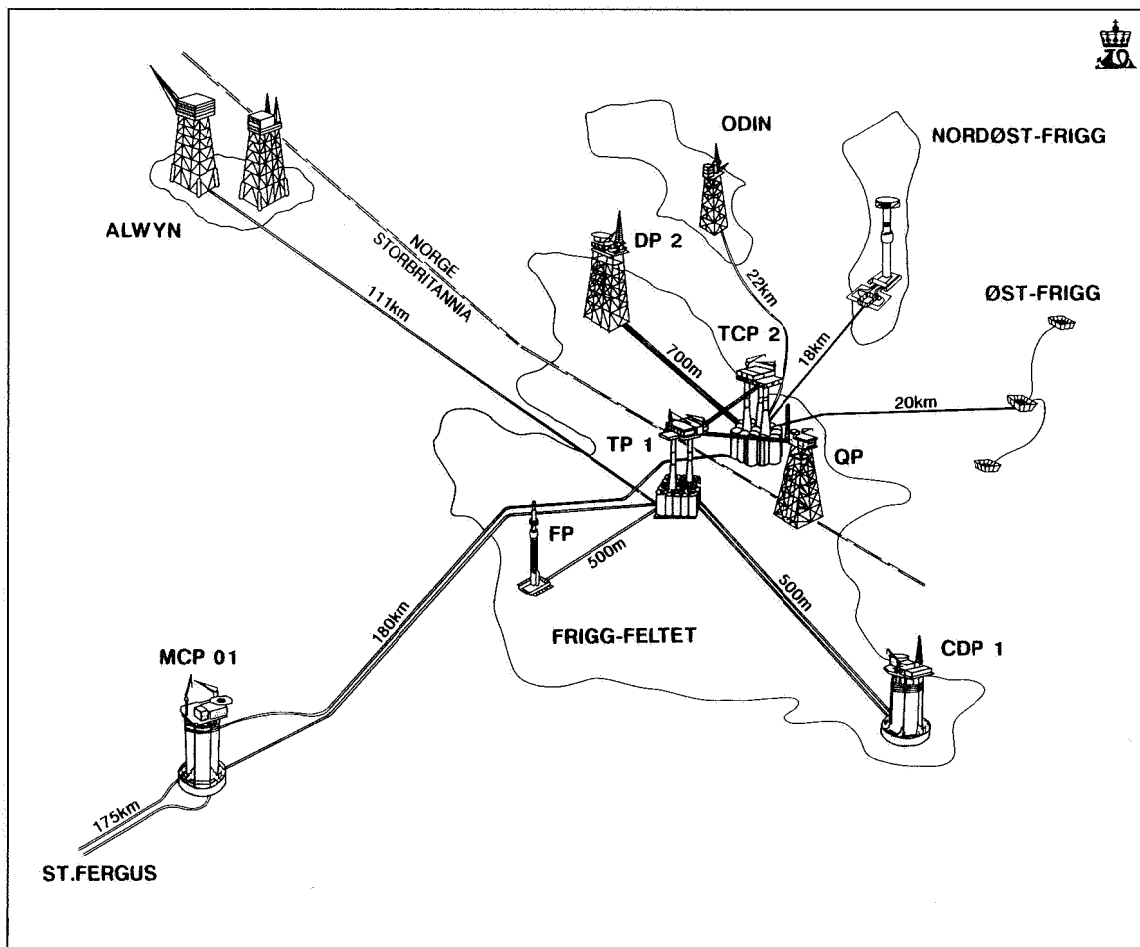 ODIN
NORDØST-FRIGG
ALWYN
NORGE
STORBRITANNIA
DP 2
22km
ØST-FRIGG
111km
TCP 2
18km
700m
20km
TP 1
QP
FP
500m
500m
180km
FRIGG-FELTET
CDP 1
MCP 01
175km
ST.FERGUS